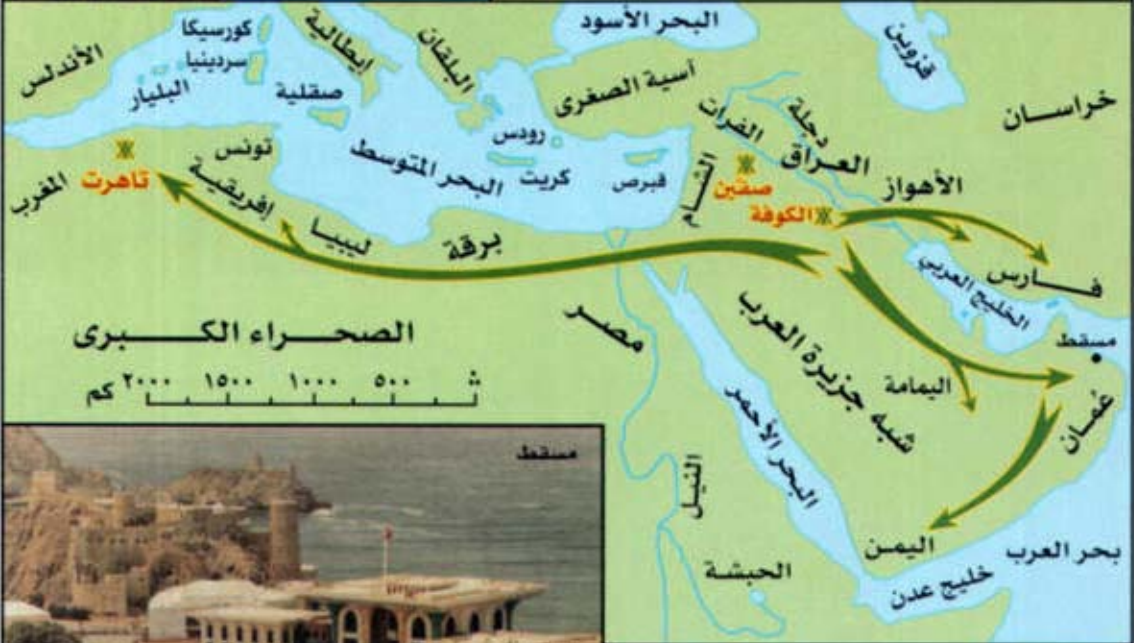 البحر الأسود
قزوين
كورسيكا
سردينيا
إيطالية
البلقان
الأندلس
البليار
صقلية
آسية الصغرى
خراسان
رودس
كريت
قبرص
البحر المتوسط
الفرات
دجلة
العراق
الأهواز
الشام
صفين
الكوفة
تونس
تاهرت
المغرب
إفريقية
ليبيا
برقة
فارس
الخليج العربي
مصر
الصحراء الكبرى
شبه جزيرة العرب
مسقط
اليمامة
عُمان
٢٠٠٠ ١٥٠٠ ١٠٠٠ ٥٠٠ كم
البحر الأحمر
النيل
مسقط
اليمن
بحر العرب
الحبشة
خليج عدن